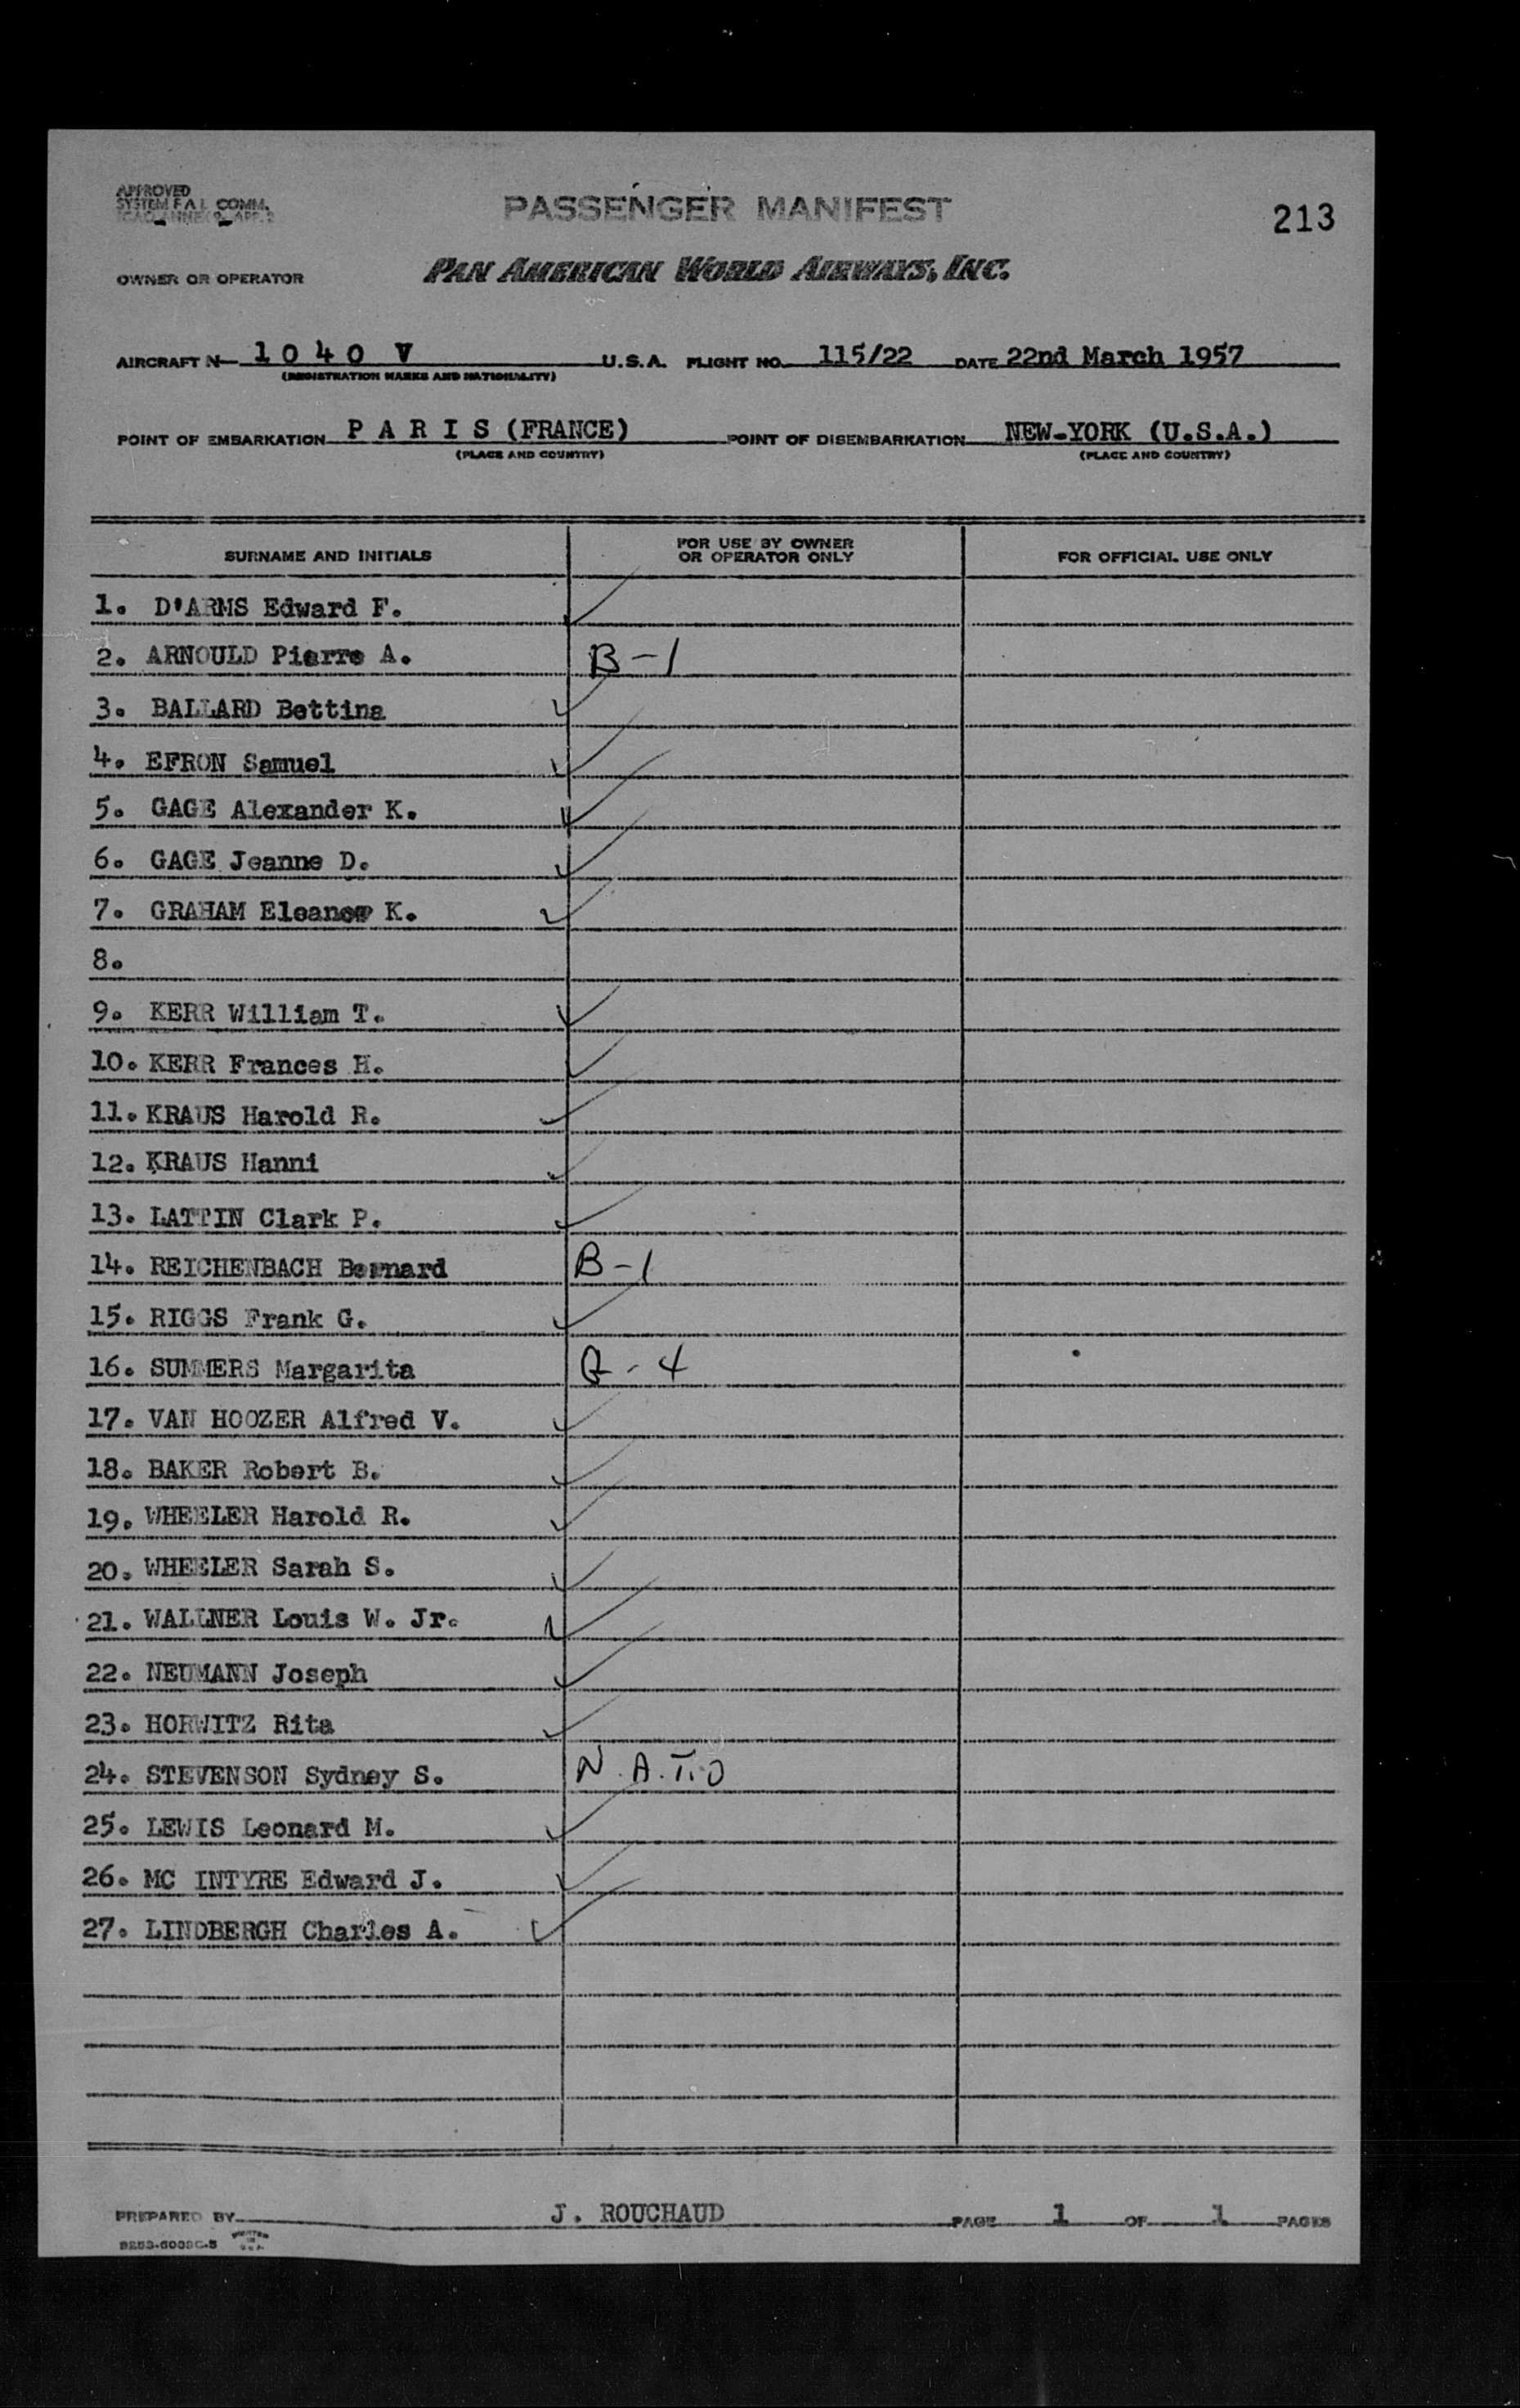 APPROVED
SYSTEM F A L COMM.
PASSENGER MANIFEST
213
OWNER OR OPERATOR
PAN AMERICAN WORLD AIRWAYS, INC.
AIRCRAFT N 1 0 4 0 V U.S.A. FLIGHT NO. 115/22 DATE 22nd March 1957
(REGISTRATION MARKS AND NATIONALITY)
POINT OF EMBARKATION P A R I S (FRANCE) POINT OF DISEMBARKATION NEW-YORK (U.S.A.)
(PLACE AND COUNTRY) (PLACE AND COUNTRY)
SURNAME AND INITIALS FOR USE BY OWNER OR OPERATOR ONLY FOR OFFICIAL USE ONLY
1. D'ARMS Edward F.
2. ARNOULD Pierre A. B-1
3. BALLARD Bettina
4. EFRON Samuel
5. GAGE Alexander K.
6. GAGE Jeanne D.
7. GRAHAM Eleanor K.
8.
9. KERR William T.
10. KERR Frances H.
11. KRAUS Harold R.
12. KRAUS Hanni
13. LATTIN Clark P.
14. REICHENBACH Bernard B-1
15. RIGGS Frank G.
16. SUMMERS Margarita -4
17. VAN HOOZER Alfred V.
18. BAKER Robert B.
19. WHEELER Harold R.
20. WHEELER Sarah S.
21. WALLNER Louis W. Jr.
22. NEUMANN Joseph
23. HORWITZ Rita
24. STEVENSON Sydney S. N.A.T.O
25. LEWIS Leonard M.
26. MC INTYRE Edward J.
27. LINDBERGH Charles A.
PREPARED BY J. ROUCHAUD PAGE 1 OF 1 PAGES